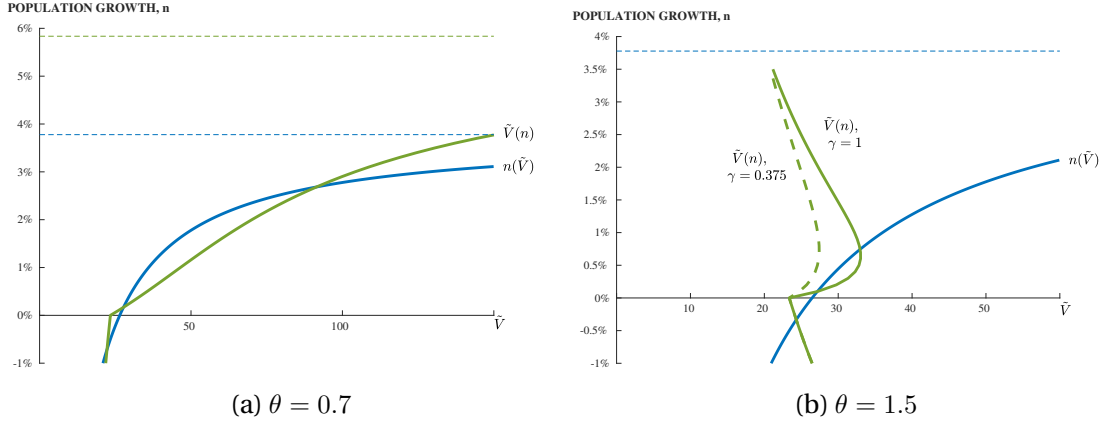 POPULATION GROWTH, n
6%
5%
4%
3%
2%
1%
0%
-1%
50
100
Ṽ
Ṽ(n)
n(Ṽ)
(a) θ = 0.7
POPULATION GROWTH, n
4%
3.5%
3%
2.5%
2%
1.5%
1%
0.5%
0%
-0.5%
-1%
10
20
30
40
50
Ṽ
Ṽ(n),
γ = 1
Ṽ(n),
γ = 0.375
n(Ṽ)
(b) θ = 1.5